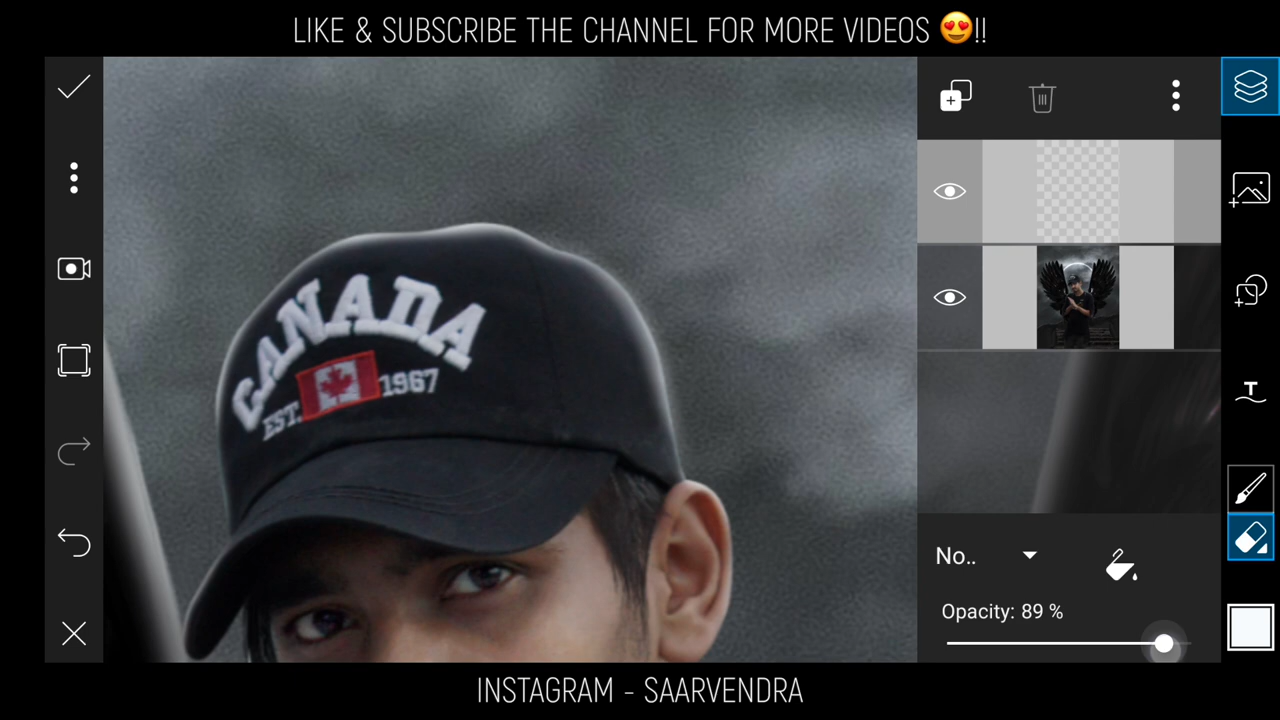 LIKE & SUBSCRIBE THE CHANNEL FOR MORE VIDEOS 😍!!
CANADA
EST. 1967
No..
Opacity: 89 %
T
INSTAGRAM - SAARVENDRA